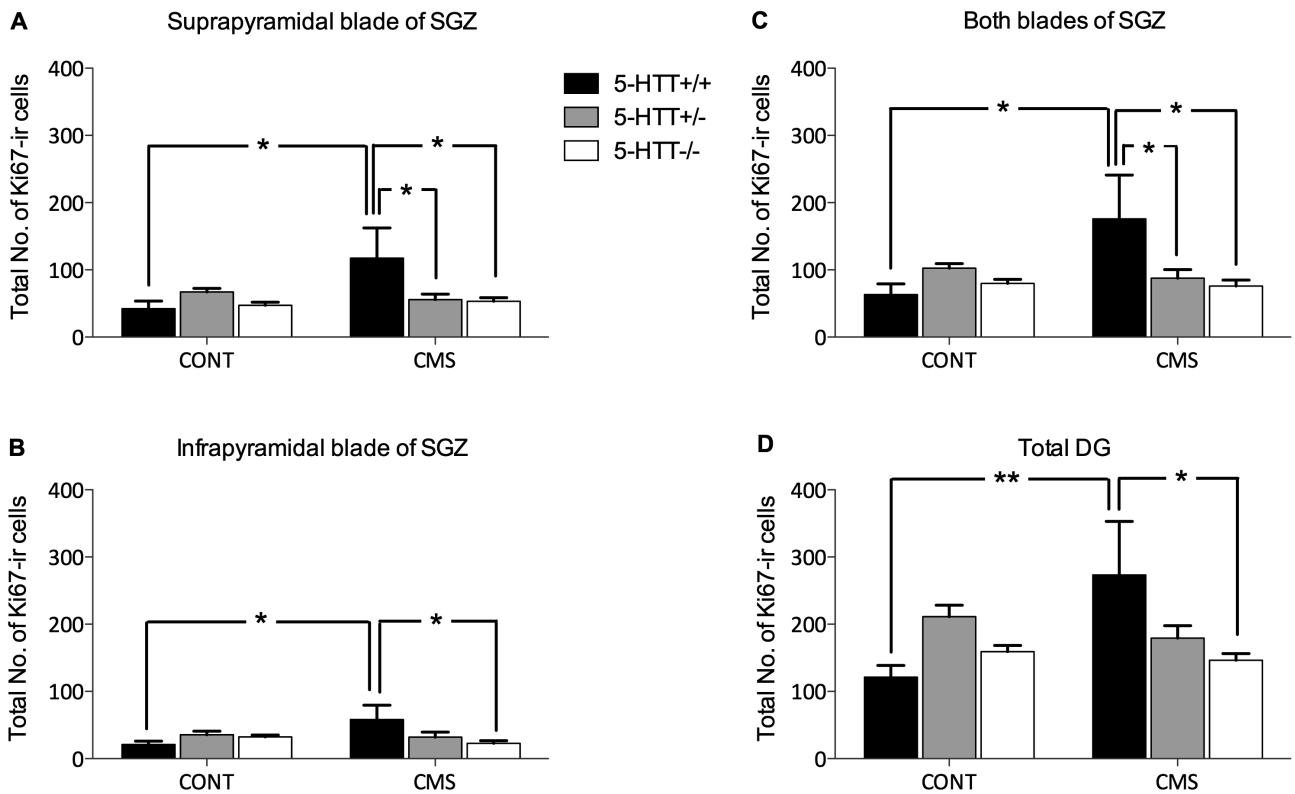 A
Suprapyramidal blade of SGZ
Total No. of Ki67-ir cells
400
300
200
100
0
*
*
*
CONT
CMS
5-HTT+/+
5-HTT+/-
5-HTT-/-
C
Both blades of SGZ
Total No. of Ki67-ir cells
400
300
200
100
0
*
*
*
CONT
CMS
B
Infrapyramidal blade of SGZ
Total No. of Ki67-ir cells
400
300
200
100
0
*
*
CONT
CMS
D
Total DG
Total No. of Ki67-ir cells
400
300
200
100
0
**
*
CONT
CMS